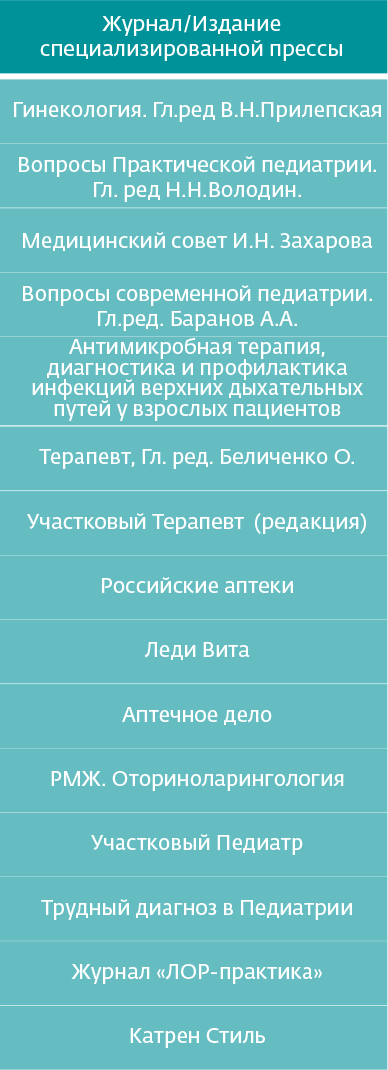 Журнал/Издание
специализированной прессы
Гинекология. Гл.ред В.Н.Прилепская
Вопросы Практической педиатрии.
Гл. ред Н.Н.Володин.
Медицинский совет И.Н. Захарова
Вопросы современной педиатрии.
Гл.ред. Баранов А.А.
Антимикробная терапия,
диагностика и профилактика
инфекций верхних дыхательных
путей у взрослых пациентов
Терапевт, Гл. ред. Беличенко О.
Участковый Терапевт  (редакция)
Российские аптеки
Леди Вита
Аптечное дело
РМЖ. Оториноларингология
Участковый Педиатр
Трудный диагноз в Педиатрии
Журнал «ЛОР-практика»
Катрен Стиль